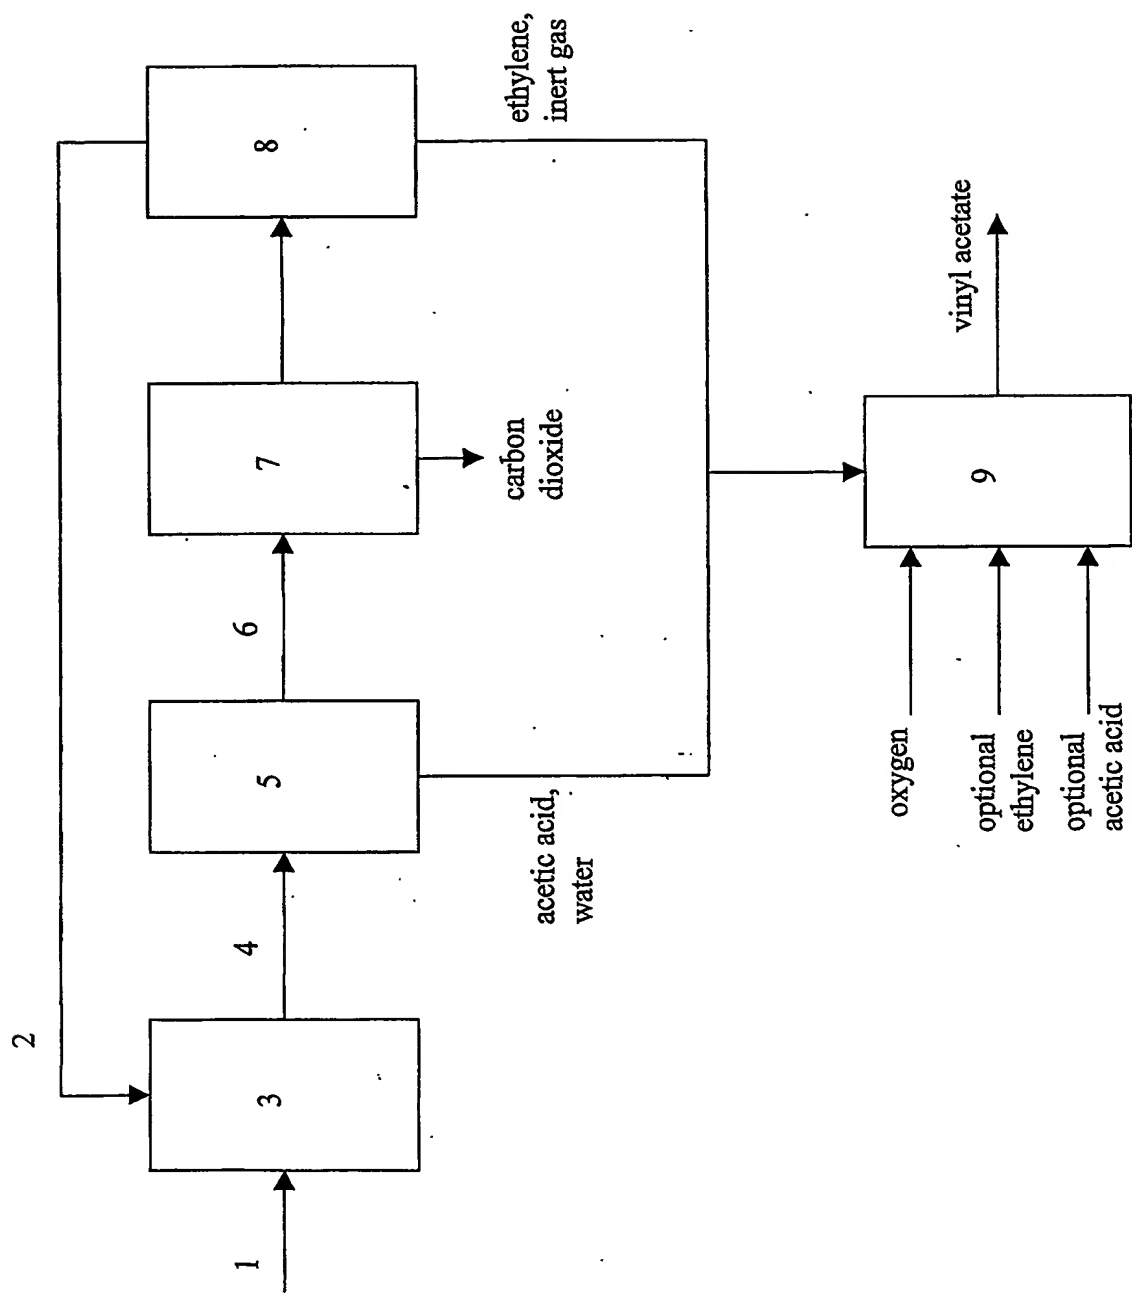 2
1
3
4
5
6
7
8
acetic acid,
water
carbon
dioxide
ethylene,
inert gas
oxygen
optional
ethylene
optional
acetic acid
9
vinyl acetate